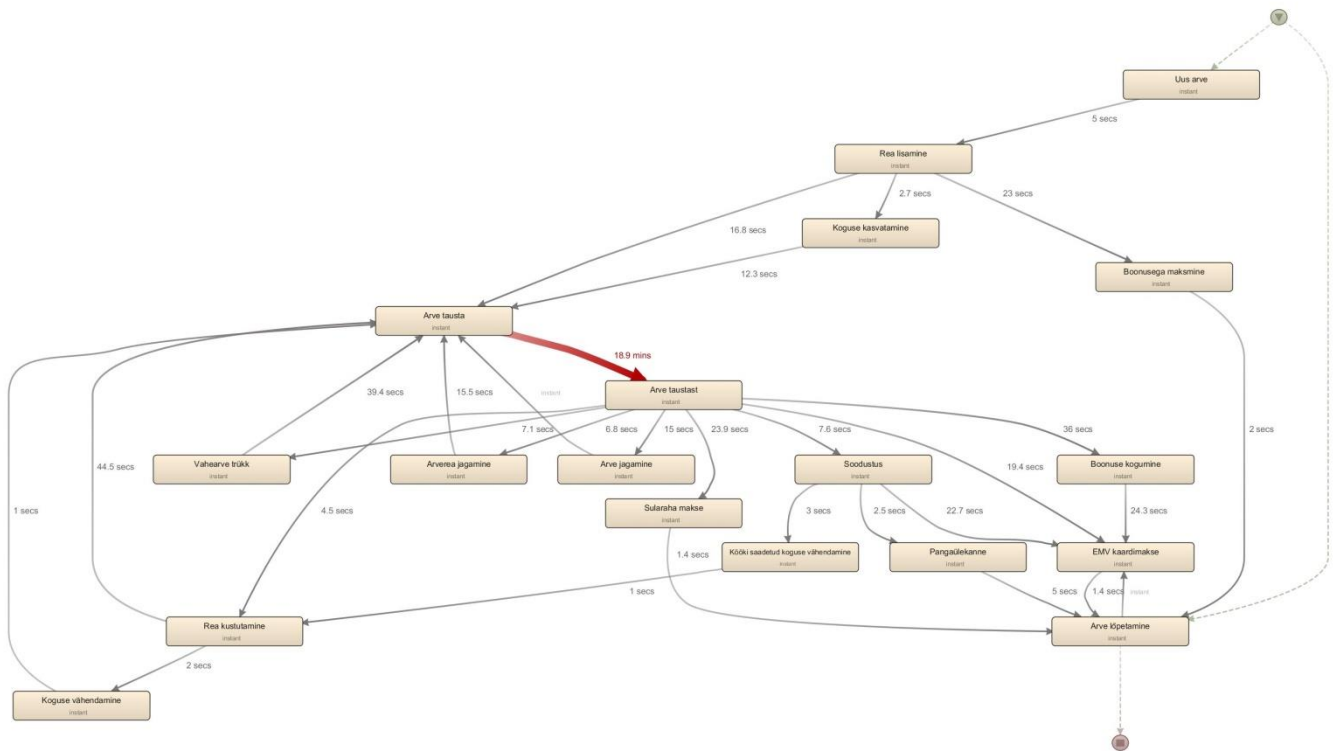 Uus arve
instant
5 secs
Rea lisamine
instant
2.7 secs
23 secs
16.8 secs
Koguse kasvatamine
instant
12.3 secs
Boonusega maksmine
instant
Arve tausta
instant
18.9 mins
Arve taustast
instant
39.4 secs
15.5 secs
instant
7.1 secs
6.8 secs
15 secs
23.9 secs
7.6 secs
36 secs
2 secs
44.5 secs
Vahearve trükk
instant
Arverea jagamine
instant
Arve jagamine
instant
Soodustus
instant
19.4 secs
Boonuse kogumine
instant
1 secs
4.5 secs
Sularaha makse
instant
3 secs
2.5 secs
22.7 secs
24.3 secs
1.4 secs
Kööki saadetud koguse vähendamine
instant
Pangaülekanne
instant
EMV kaardimakse
instant
1 secs
5 secs
1.4 secs
instant
Rea kustutamine
instant
Arve lõpetamine
instant
2 secs
Koguse vähendamine
instant